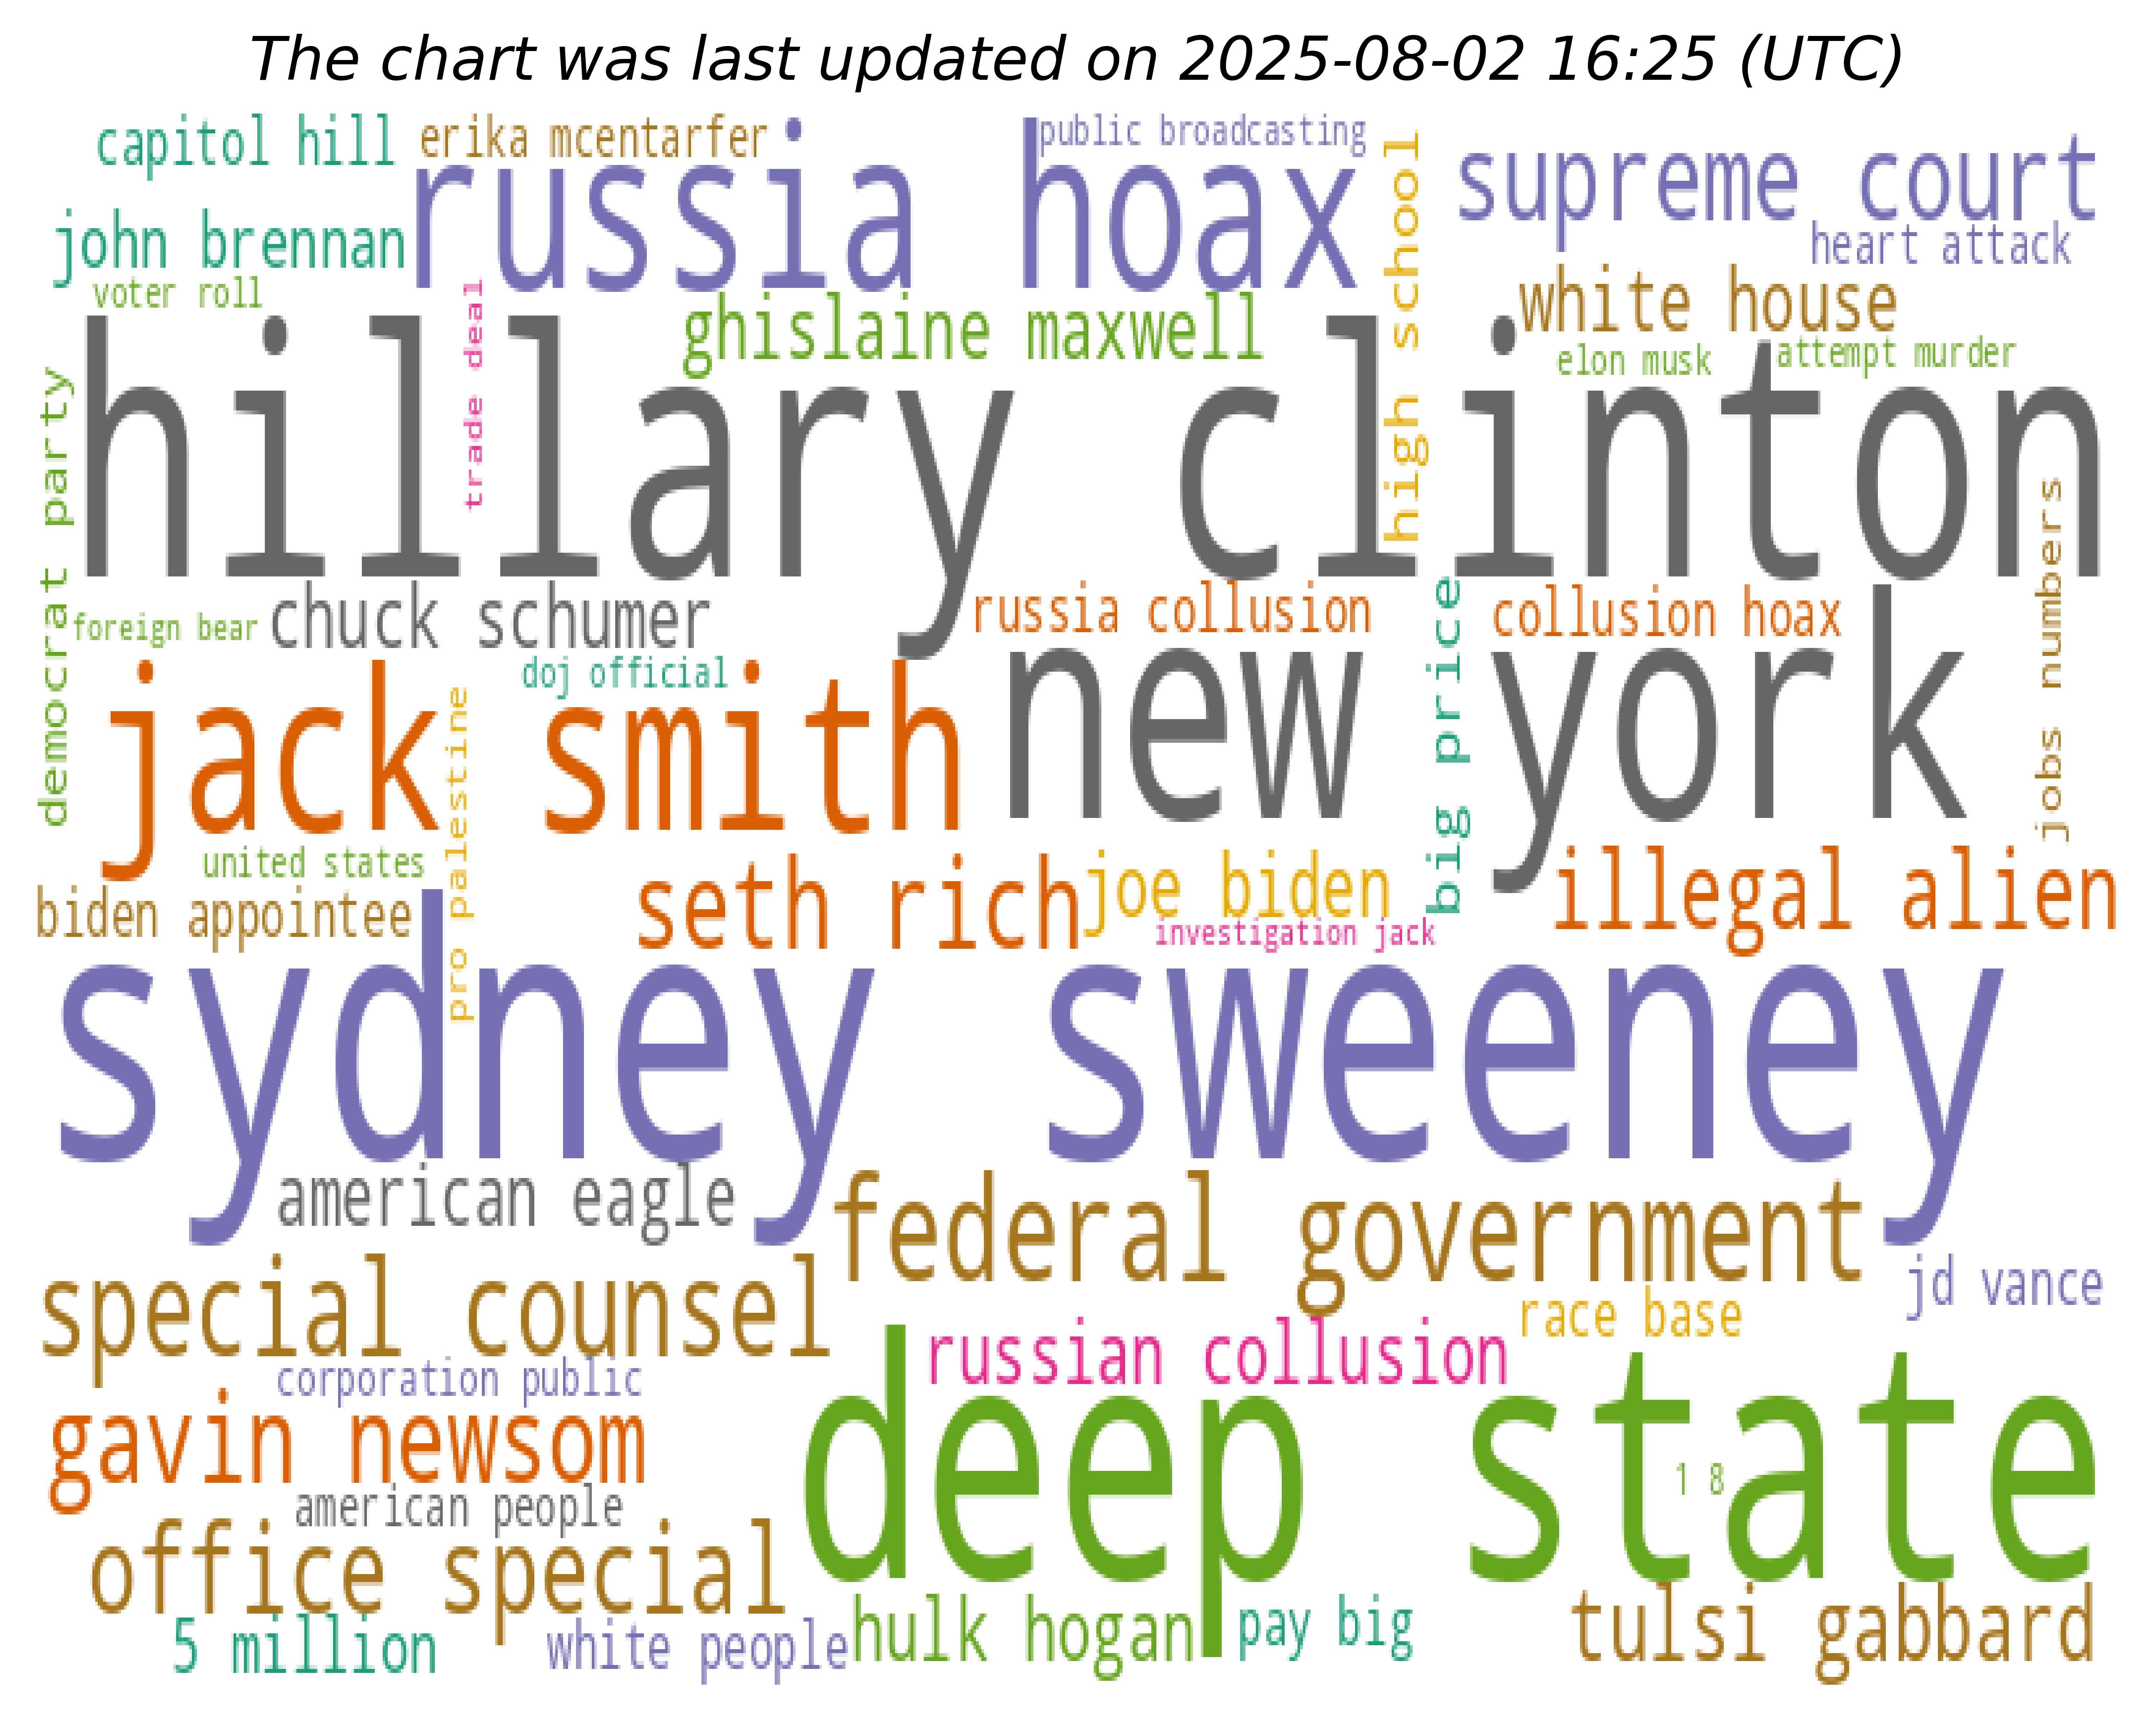 The chart was last updated on 2025-08-02 16:25 (UTC)
capitol hill
erika mcentarfer
public broadcasting
russia hoax
high school
supreme court
john brennan
heart attack
voter roll
trade deal
ghislaine maxwell
white house
elon musk
attempt murder
hillary clinton
democrat party
jobs numbers
foreign bear
chuck schumer
russia collusion
big price
collusion hoax
doj official
jack smith
new york
pro palestine
united states
biden appointee
seth rich
joe biden
illegal alien
investigation jack
sydney sweeney
american eagle
federal government
special counsel
jd vance
race base
russian collusion
corporation public
gavin newsom
deep state
1 8
american people
office special
5 million
white people
hulk hogan
pay big
tulsi gabbard